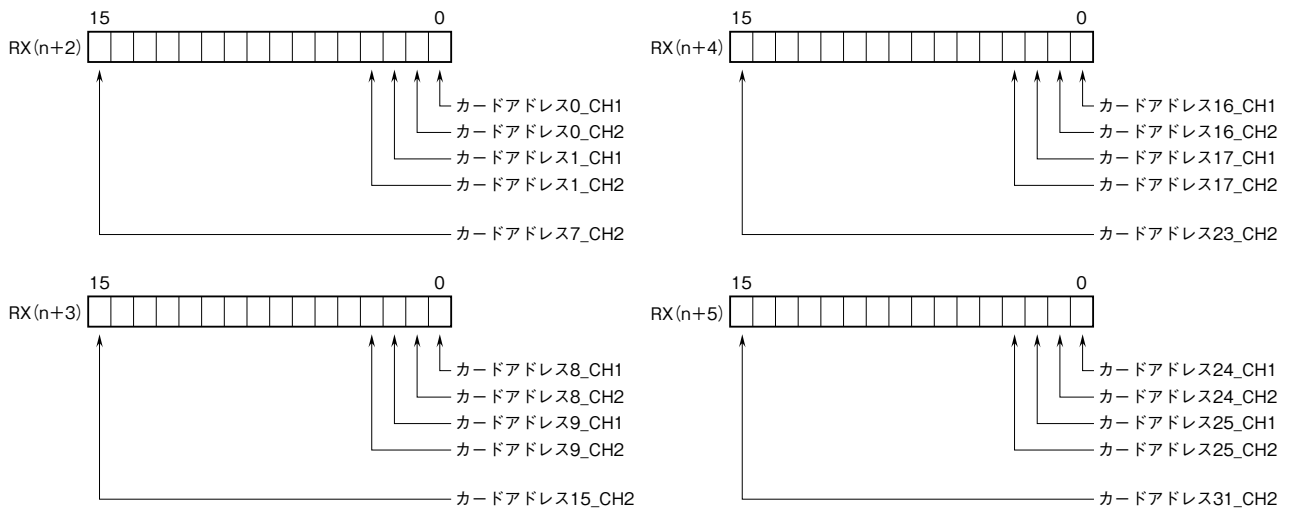 15 0
RX(n+2)
カードアドレス0_CH1
カードアドレス0_CH2
カードアドレス1_CH1
カードアドレス1_CH2
カードアドレス7_CH2
15 0
RX(n+4)
カードアドレス16_CH1
カードアドレス16_CH2
カードアドレス17_CH1
カードアドレス17_CH2
カードアドレス23_CH2
15 0
RX(n+3)
カードアドレス8_CH1
カードアドレス8_CH2
カードアドレス9_CH1
カードアドレス9_CH2
カードアドレス15_CH2
15 0
RX(n+5)
カードアドレス24_CH1
カードアドレス24_CH2
カードアドレス25_CH1
カードアドレス25_CH2
カードアドレス31_CH2